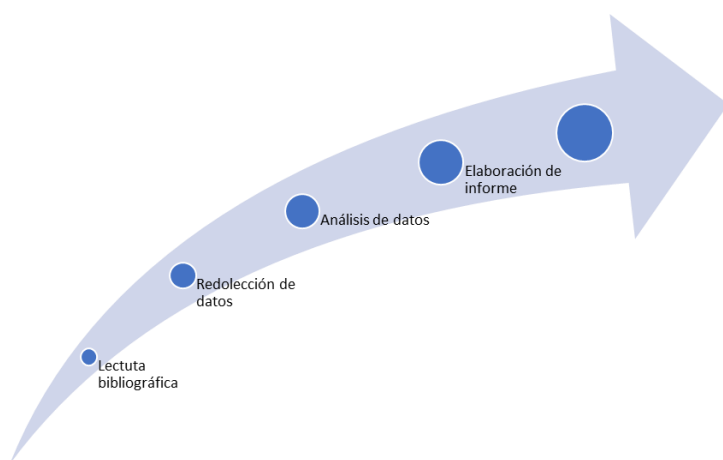 Lectuta
bibliográfica
Redolección de
datos
Análisis de datos
Elaboración de
informe